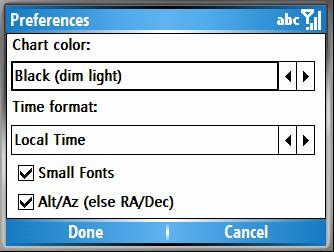 Preferences abc
Chart color:
Black (dim light)
Time format:
Local Time
Small Fonts
Alt/Az (else RA/Dec)
Done Cancel